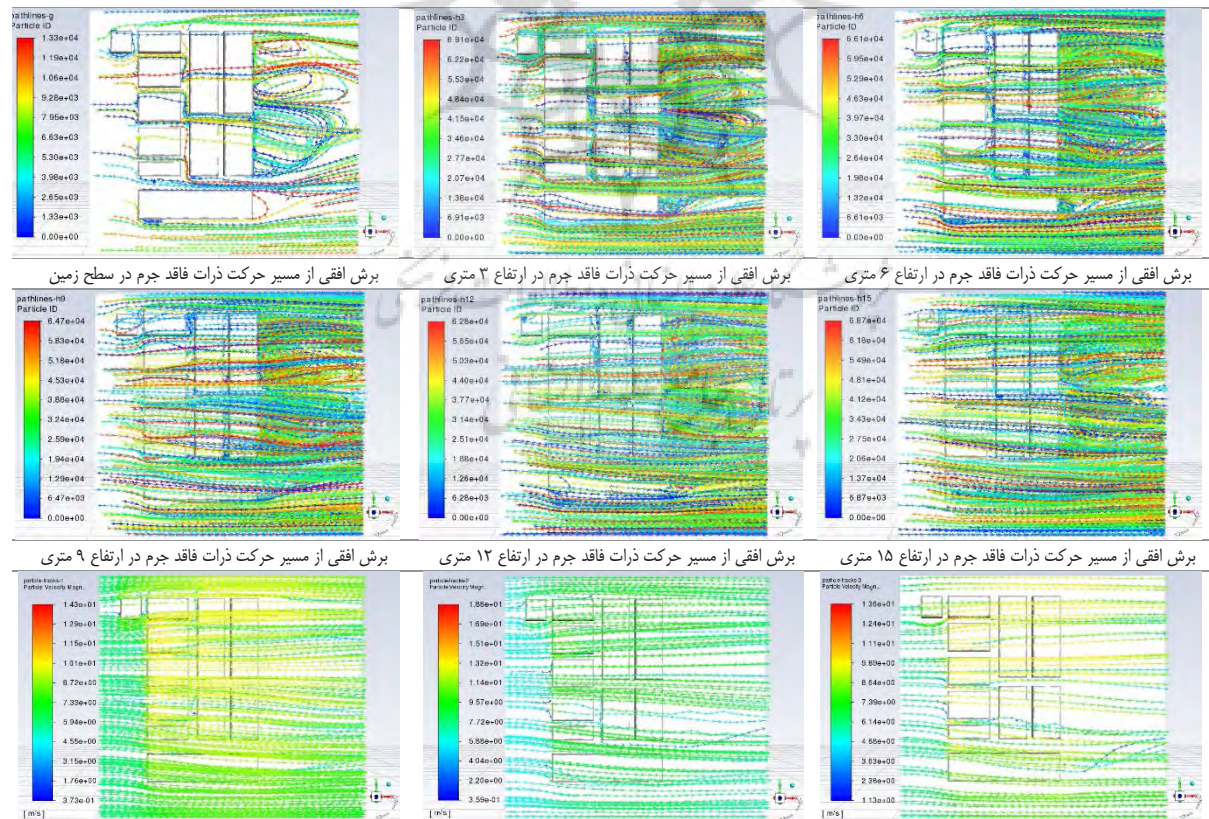 pathlines-g
Particle ID
1.33e+04
1.19e+04
1.06e+04
9.28e+03
7.95e+03
6.63e+03
5.30e+03
3.98e+03
2.65e+03
1.33e+03
0.00e+00
pathlines-h3
Particle ID
6.91e+04
6.22e+04
5.53e+04
4.84e+04
4.15e+04
3.46e+04
2.77e+04
2.07e+04
1.38e+04
6.91e+03
0.00e+00
pathlines-h6
Particle ID
6.61e+04
5.95e+04
5.29e+04
4.63e+04
3.97e+04
3.30e+04
2.64e+04
1.98e+04
1.32e+04
6.61e+03
0.00e+00
برش افقی از مسیر حرکت ذرات فاقد جرم در ارتفاع ۶ متری
برش افقی از مسیر حرکت ذرات فاقد جرم در ارتفاع ۳ متری
برش افقی از مسیر حرکت ذرات فاقد جرم در سطح زمین
pathlines-h9
Particle ID
6.47e+04
5.83e+04
5.18e+04
4.53e+04
3.88e+04
3.24e+04
2.59e+04
1.94e+04
1.29e+04
6.47e+03
0.00e+00
pathlines-h12
Particle ID
6.28e+04
5.65e+04
5.03e+04
4.40e+04
3.77e+04
3.14e+04
2.51e+04
1.88e+04
1.26e+04
6.28e+03
0.00e+00
pathlines-h15
Particle ID
6.87e+04
6.18e+04
5.49e+04
4.81e+04
4.12e+04
3.43e+04
2.75e+04
2.06e+04
1.37e+04
6.87e+03
0.00e+00
برش افقی از مسیر حرکت ذرات فاقد جرم در ارتفاع ۱۵ متری
برش افقی از مسیر حرکت ذرات فاقد جرم در ارتفاع ۱۲ متری
برش افقی از مسیر حرکت ذرات فاقد جرم در ارتفاع ۹ متری
particle-tracks-1
Particle Velocity Magn...
1.43e+01
1.29e+01
1.15e+01
1.01e+01
8.72e+00
7.33e+00
5.94e+00
4.55e+00
3.15e+00
1.76e+00
3.73e-01
[ m/s ]
particle-tracks-2
Particle Velocity Magn...
1.88e+01
1.69e+01
1.51e+01
1.32e+01
1.14e+01
9.57e+00
7.72e+00
5.88e+00
4.04e+00
2.20e+00
3.59e-01
[ m/s ]
particle-tracks-3
Particle Velocity Magn...
1.36e+01
1.24e+01
1.11e+01
9.89e+00
8.64e+00
7.39e+00
6.14e+00
4.88e+00
3.63e+00
2.38e+00
1.13e+00
[ m/s ]